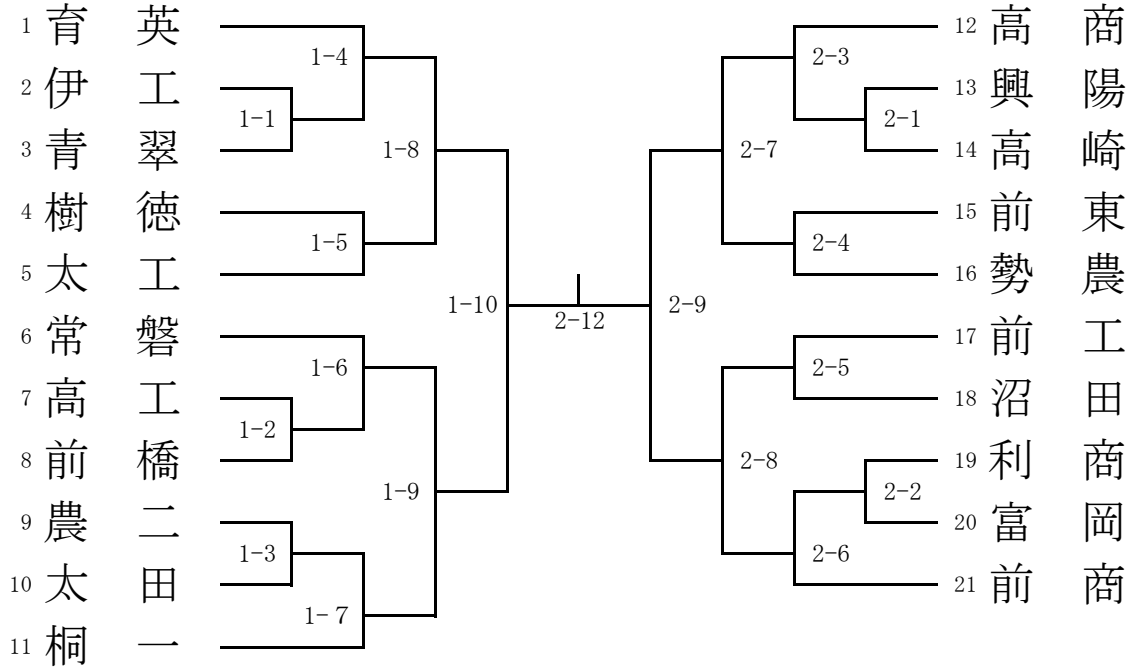 1 育 英
1-4
2 伊 工
1-1
3 青 翠
1-8
4 樹 徳
1-5
5 太 工
1-10
6 常 磐
1-6
7 高 工
1-2
8 前 橋
1-9
9 農 二
1-3
10 太 田
1-7
11 桐 一
2-12
12 高 商
2-3
13 興 陽
2-1
14 高 崎
2-7
15 前 東
2-4
16 勢 農
2-9
17 前 工
2-5
18 沼 田
2-8
19 利 商
2-2
20 富 岡
2-6
21 前 商